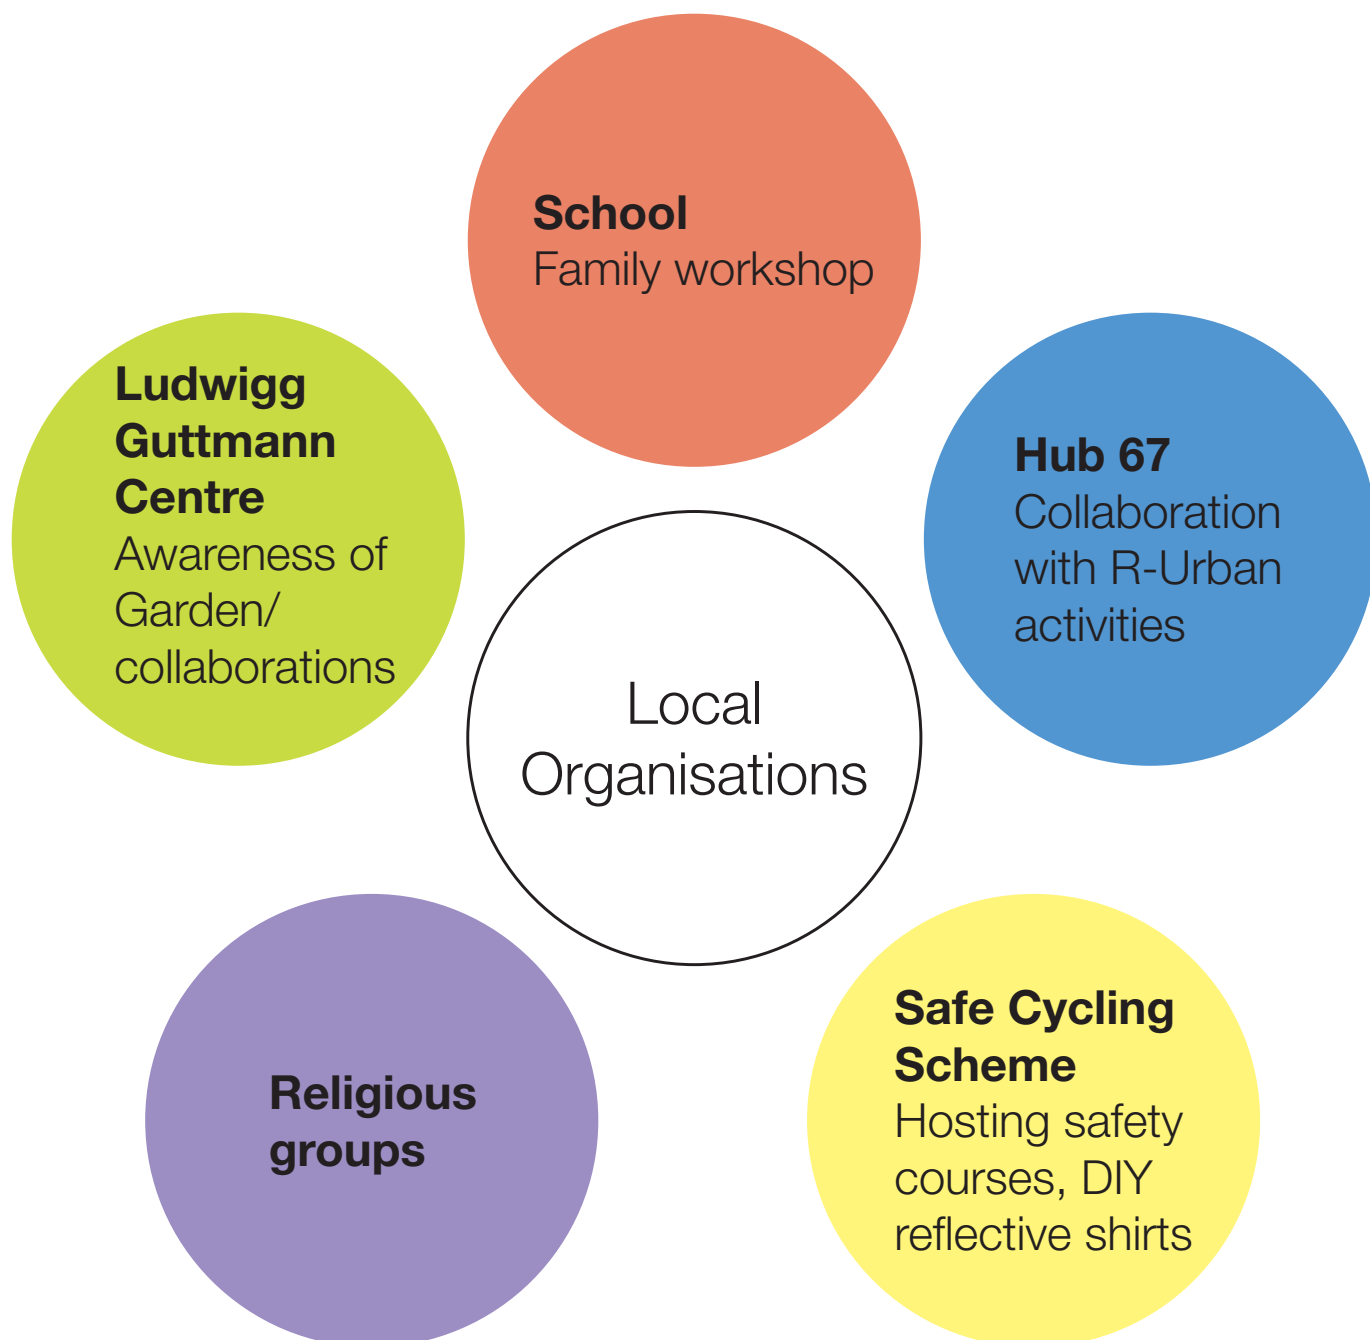 School
Family workshop
Ludwigg
Guttmann
Centre
Awareness of
Garden/
collaborations
Hub 67
Collaboration
with R-Urban
activities
Local
Organisations
Religious
groups
Safe Cycling
Scheme
Hosting safety
courses, DIY
reflective shirts